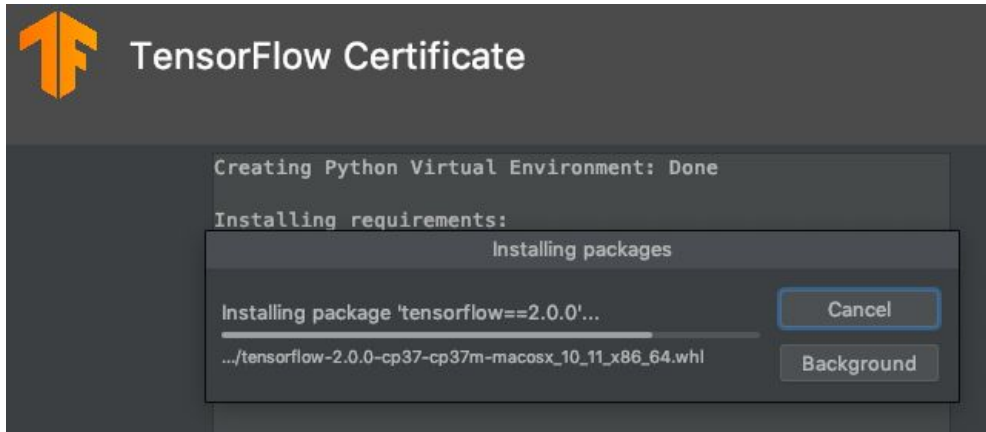 TensorFlow Certificate
Creating Python Virtual Environment: Done
Installing requirements:
Installing packages
Installing package 'tensorflow==2.0.0'...
Cancel
.../tensorflow-2.0.0-cp37-cp37m-macosx_10_11_x86_64.whl
Background